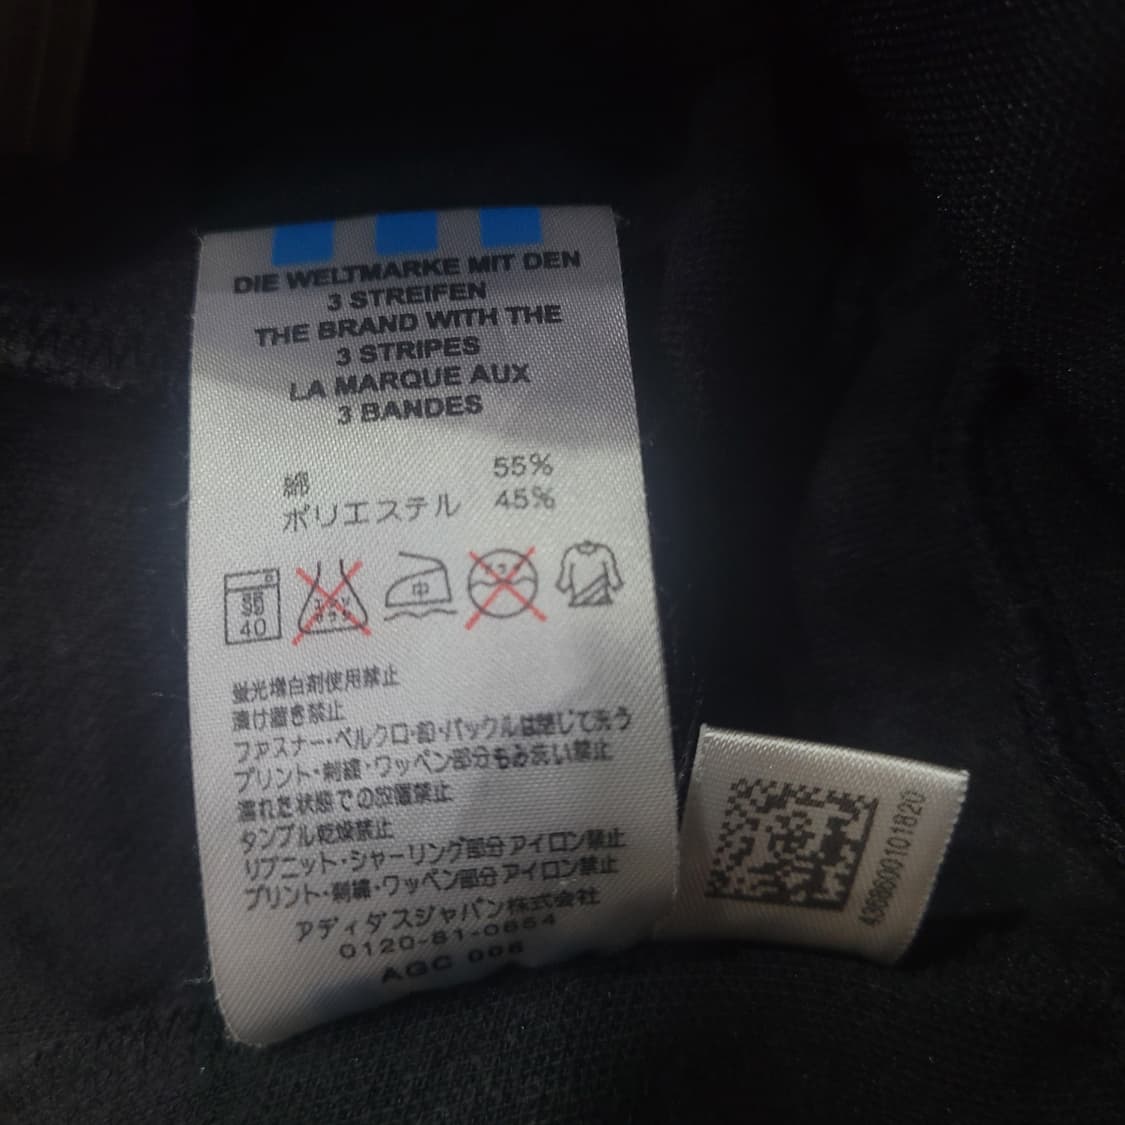 DIE WELTMARKE MIT DEN
3 STREIFEN
THE BRAND WITH THE
3 STRIPES
LA MARQUE AUX
3 BANDES
綿 55%
ポリエステル 45%
40
中
蛍光増白剤使用禁止
漬け置き禁止
ファスナー・ベルクロ・釦・バックルは閉じて洗う
プリント・刺繍・ワッペン部分もみ洗い禁止
濡れた状態での放置禁止
タンブル乾燥禁止
リブニット・シャーリング部分アイロン禁止
プリント・刺繍・ワッペン部分アイロン禁止
アディダスジャパン株式会社
0120-81-0654
AGC 006